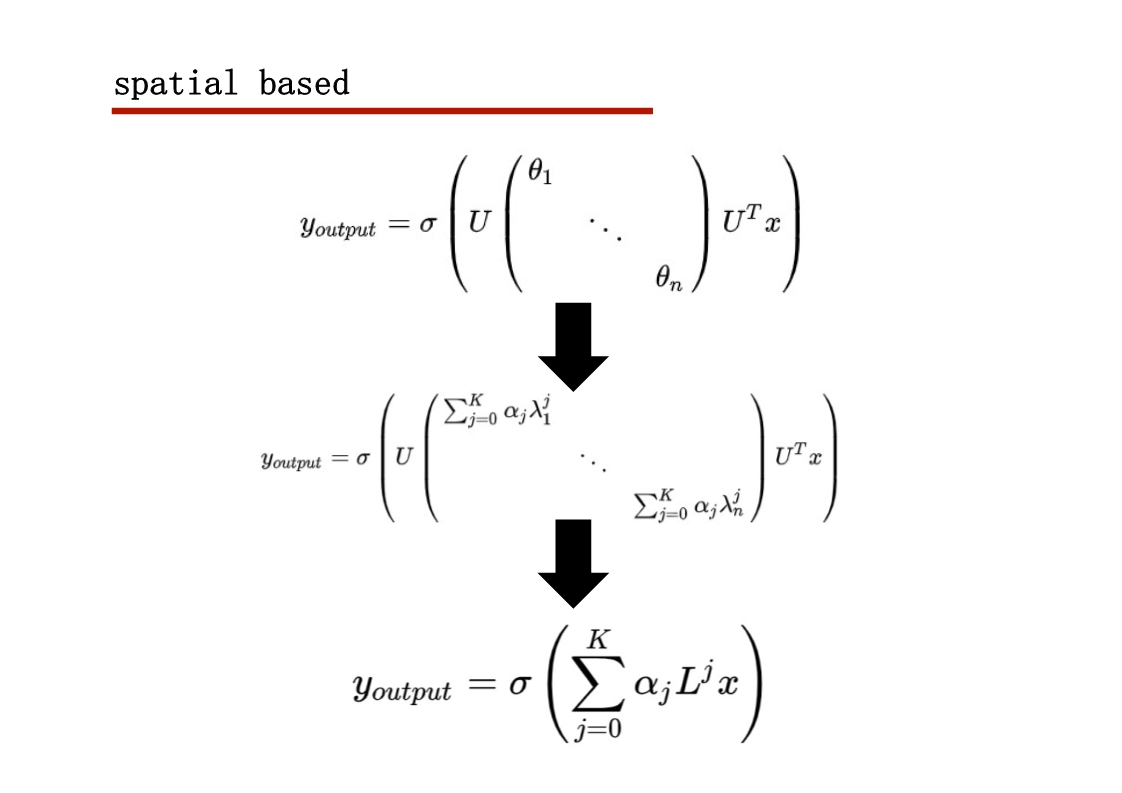 spatial based
$y_{output} = \sigma \left( U \begin{pmatrix} \theta_1 & & \\ & \ddots & \\ & & \theta_n \end{pmatrix} U^T x \right)$
$y_{output} = \sigma \left( U \begin{pmatrix} \sum_{j=0}^{K} \alpha_j \lambda_1^j & & \\ & \ddots & \\ & & \sum_{j=0}^{K} \alpha_j \lambda_n^j \end{pmatrix} U^T x \right)$
$y_{output} = \sigma \left( \sum_{j=0}^{K} \alpha_j L^j x \right)$